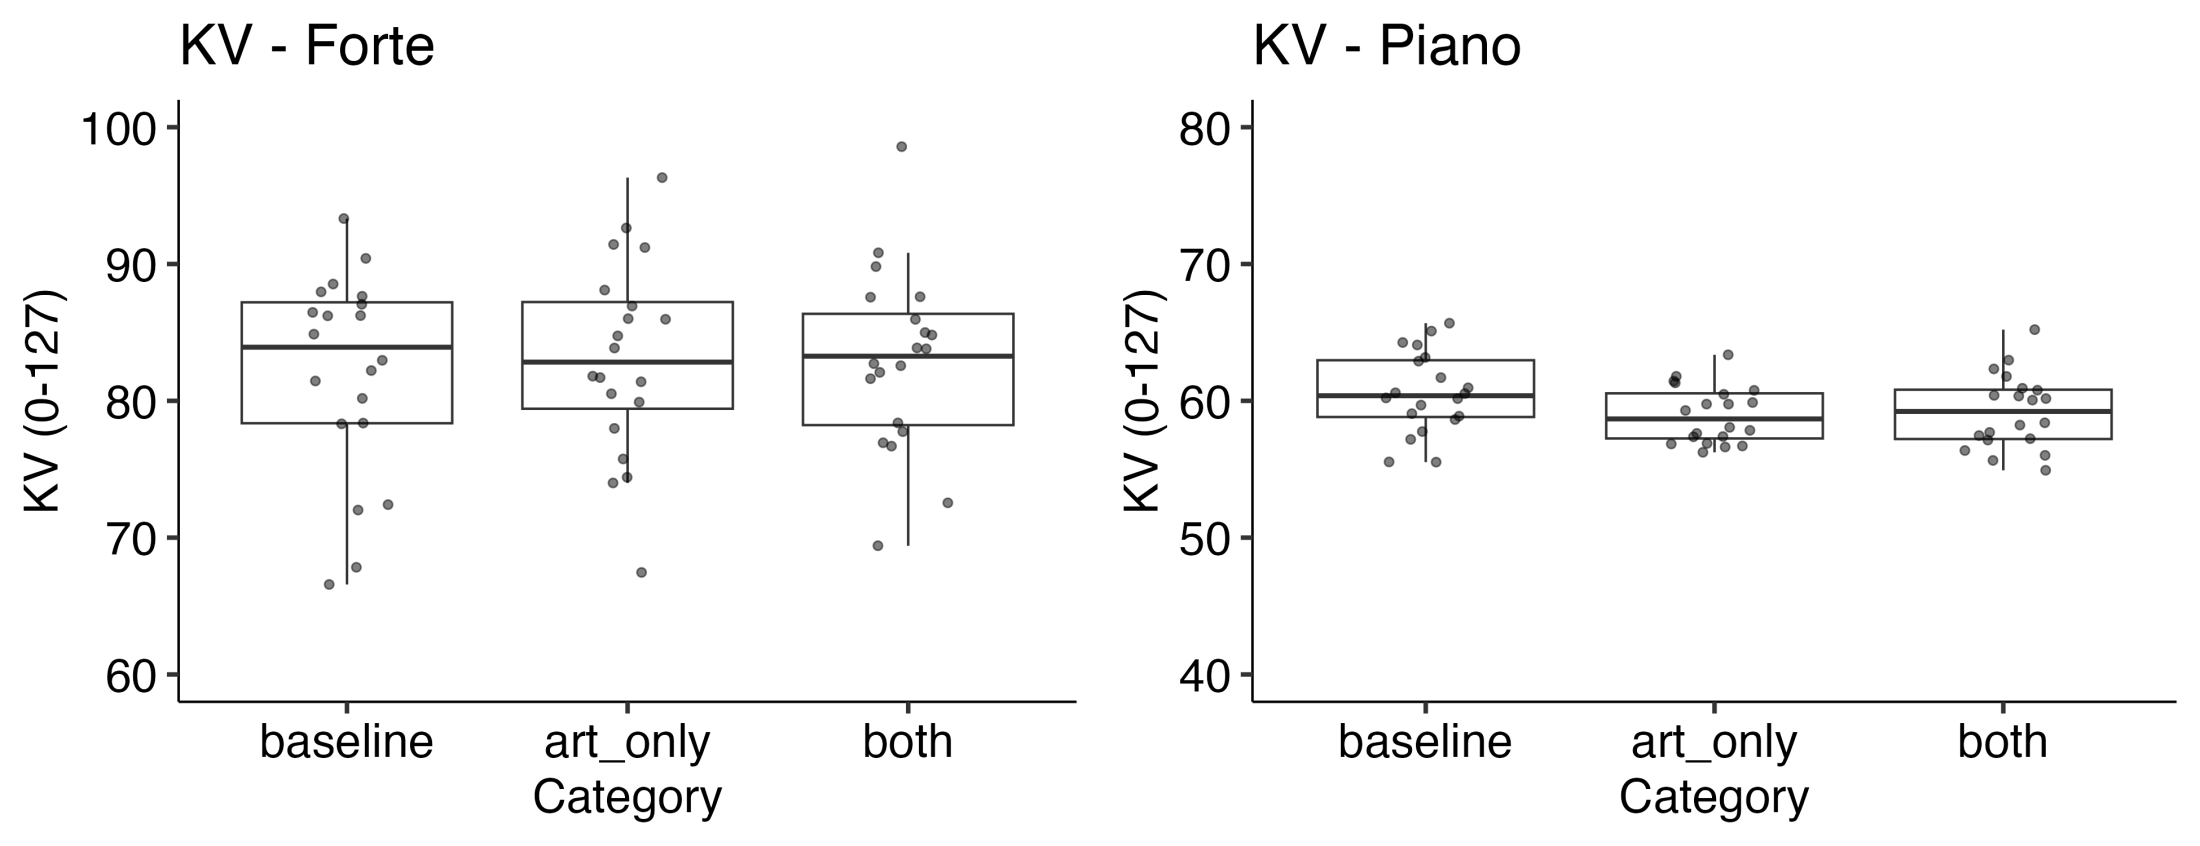 KV - Forte
KV (0-127)
100
90
80
70
60
baseline art_only both
Category
KV - Piano
KV (0-127)
80
70
60
50
40
baseline art_only both
Category